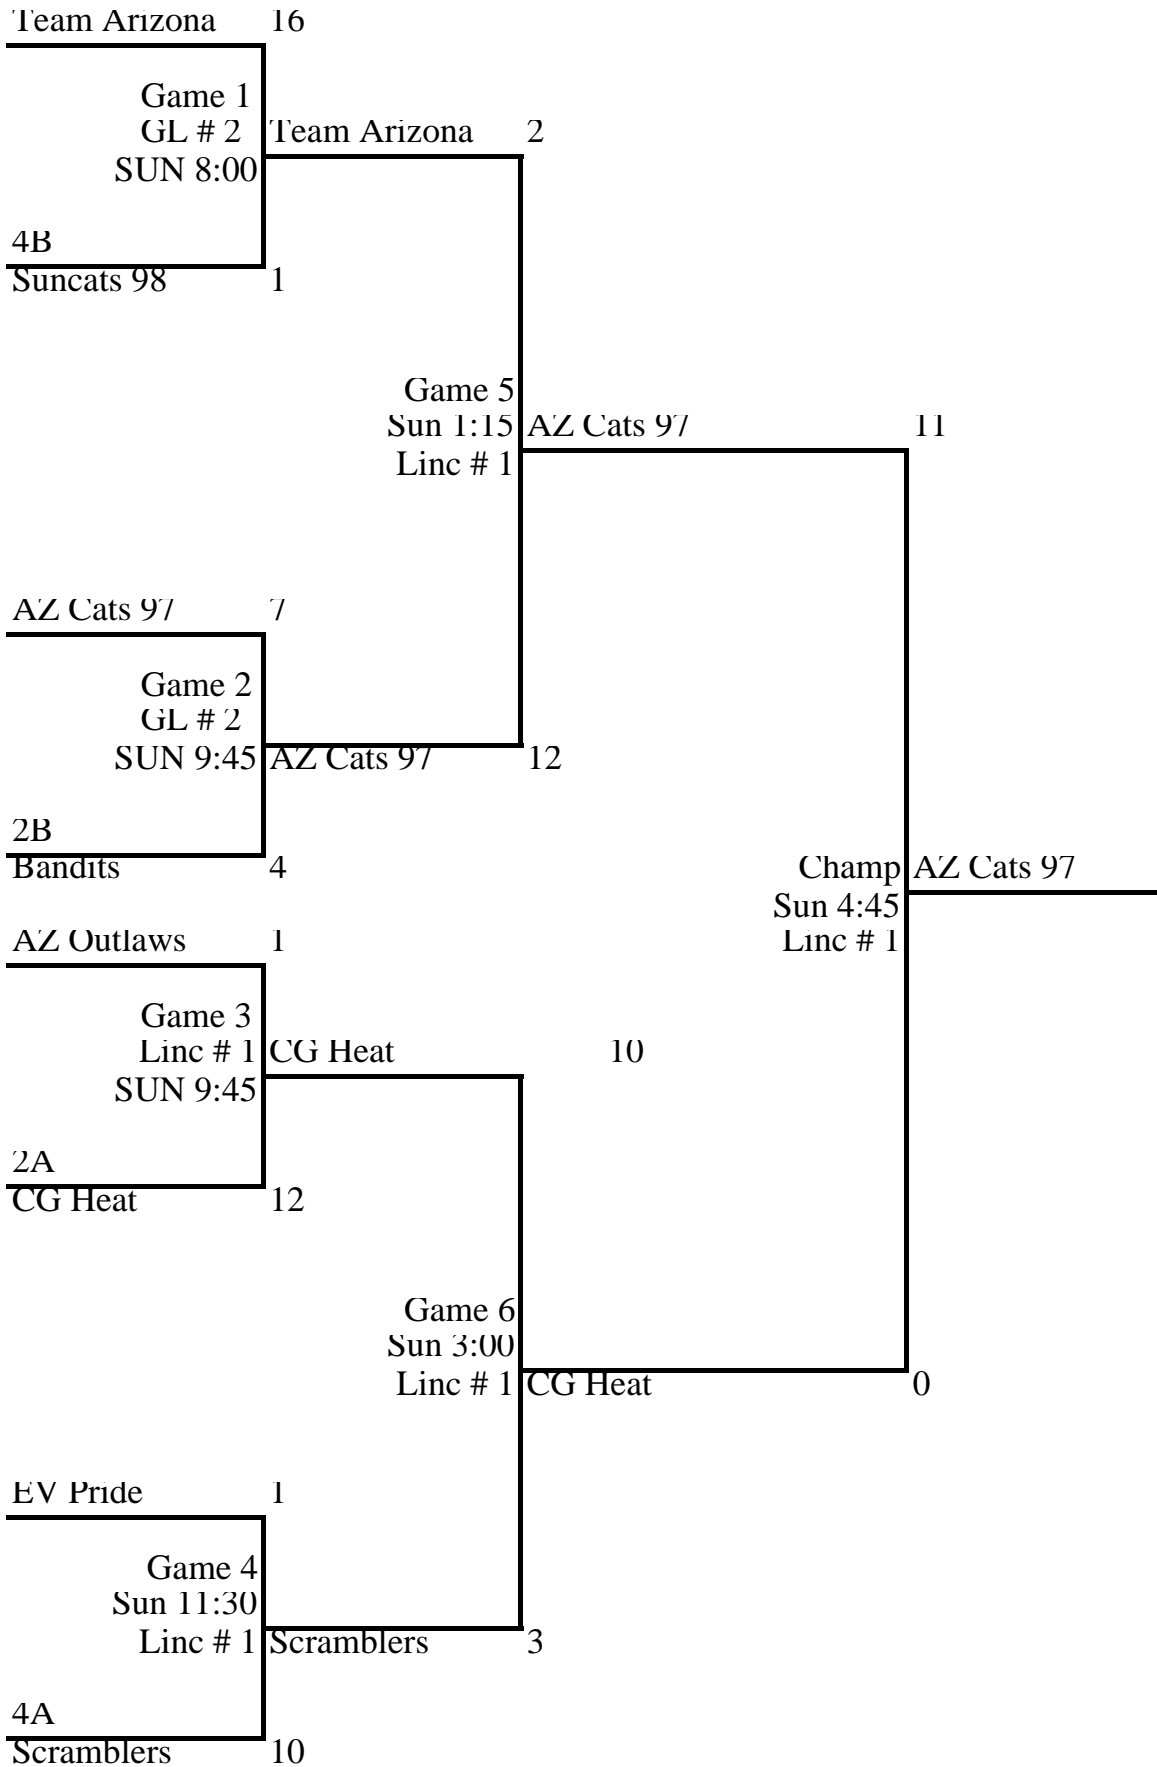 Team Arizona 16
Game 1
GL # 2 Team Arizona 2
SUN 8:00
4B
Suncats 98 1
Game 5
Sun 1:15 AZ Cats 97 11
Linc # 1
AZ Cats 97 7
Game 2
GL # 2
SUN 9:45 AZ Cats 97 12
2B
Bandits 4 Champ AZ Cats 97
Sun 4:45
AZ Outlaws 1 Linc # 1
Game 3
Linc # 1 CG Heat 10
SUN 9:45
2A
CG Heat 12
Game 6
Sun 3:00
Linc # 1 CG Heat 0
EV Pride 1
Game 4
Sun 11:30
Linc # 1 Scramblers 3
4A
Scramblers 10